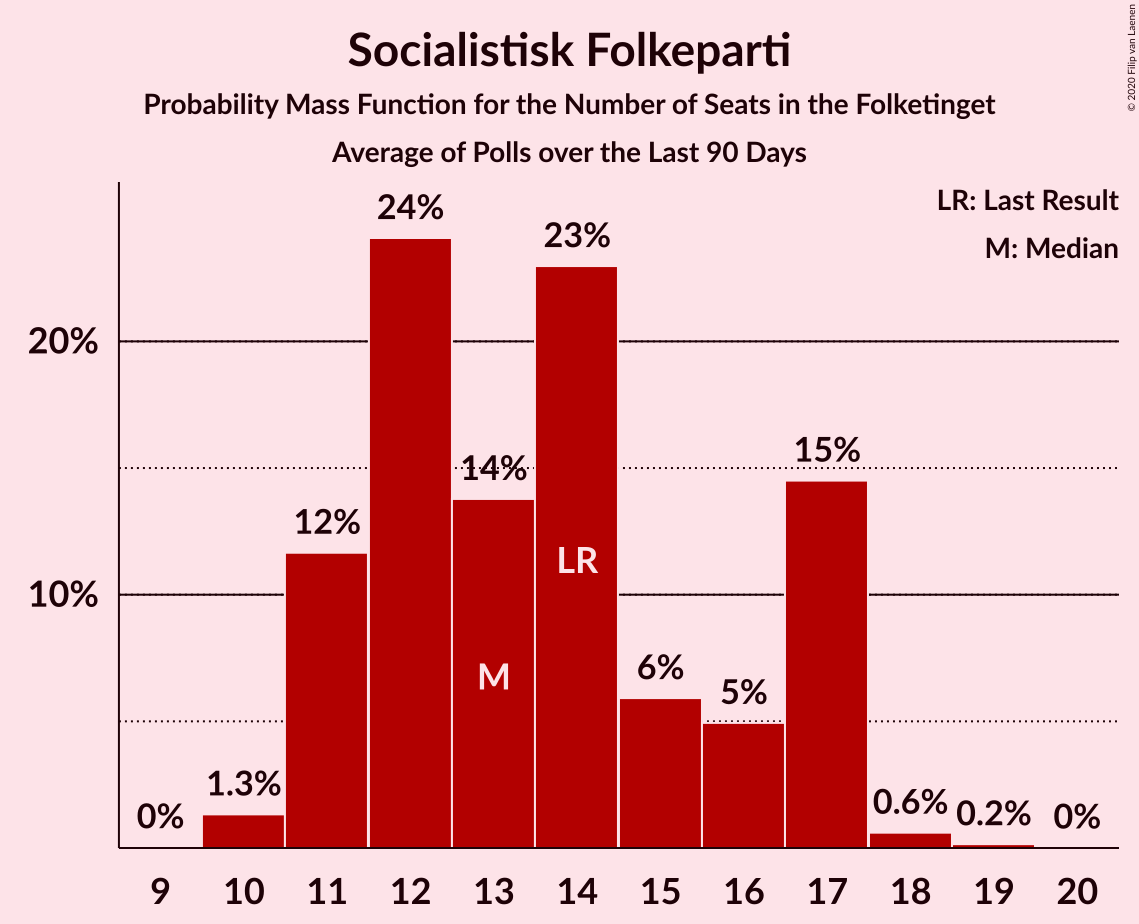 Socialistisk Folkeparti
Probability Mass Function for the Number of Seats in the Folketinget
Average of Polls over the Last 90 Days
© 2020 Filip van Laenen
LR: Last Result
M: Median
24%
23%
20%
15%
14%
12%
LR
10%
M
6%
5%
1.3%
0%
0.6%
0.2%
0%
9 10 11 12 13 14 15 16 17 18 19 20